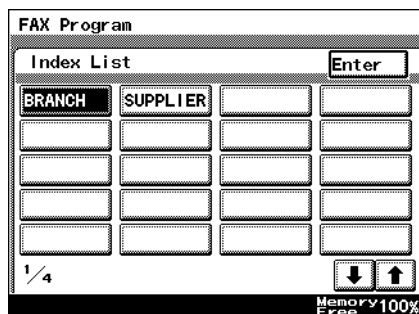 FAX Program
Index List
Enter
BRANCH SUPPLIER
1/4
Memory Free 100%